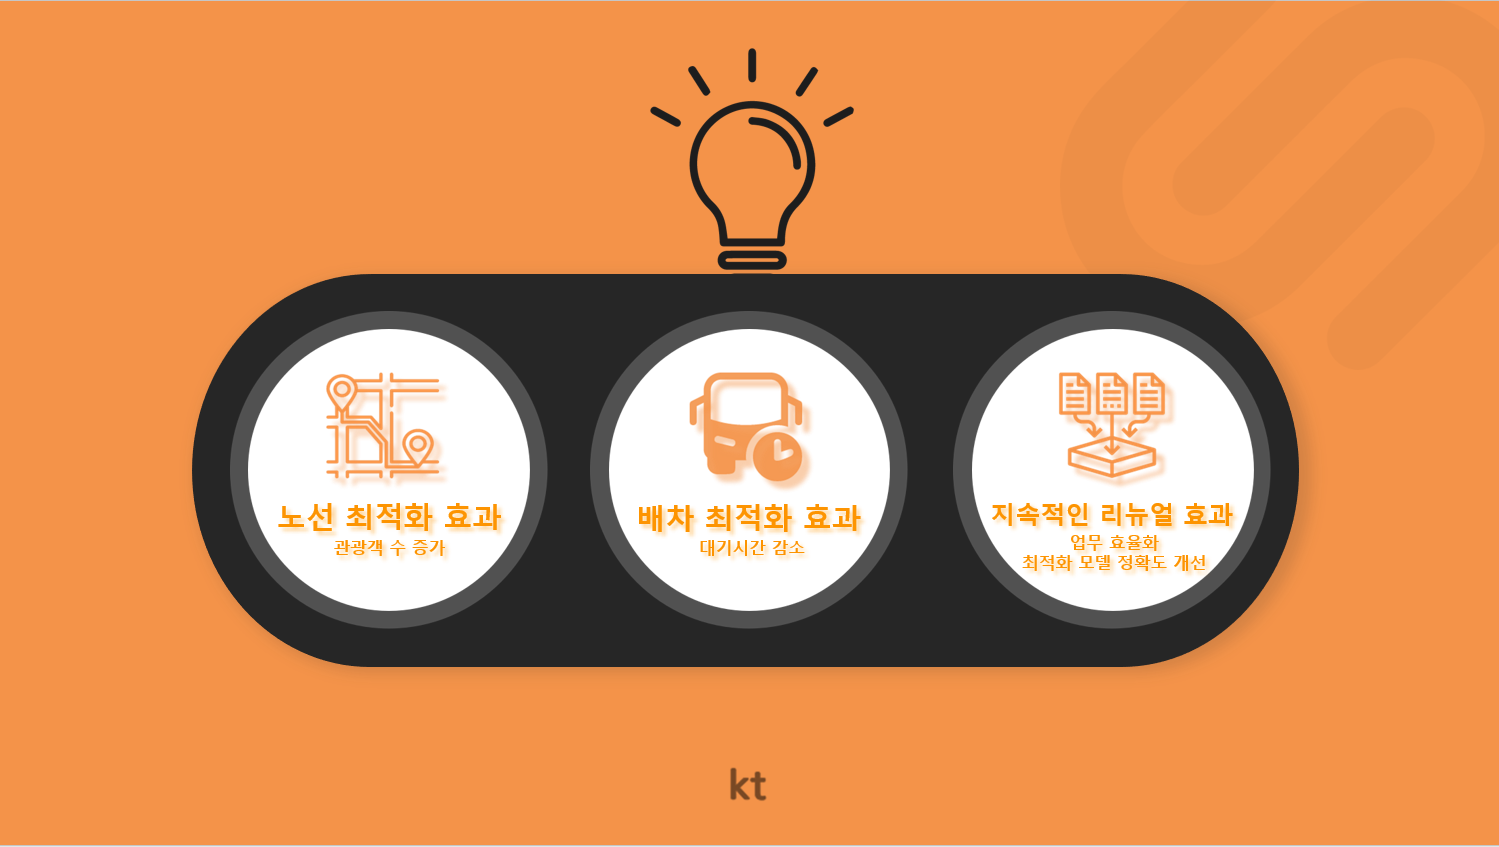 노선 최적화 효과
관광객 수 증가
배차 최적화 효과
대기시간 감소
지속적인 리뉴얼 효과
업무 효율화
최적화 모델 정확도 개선
kt